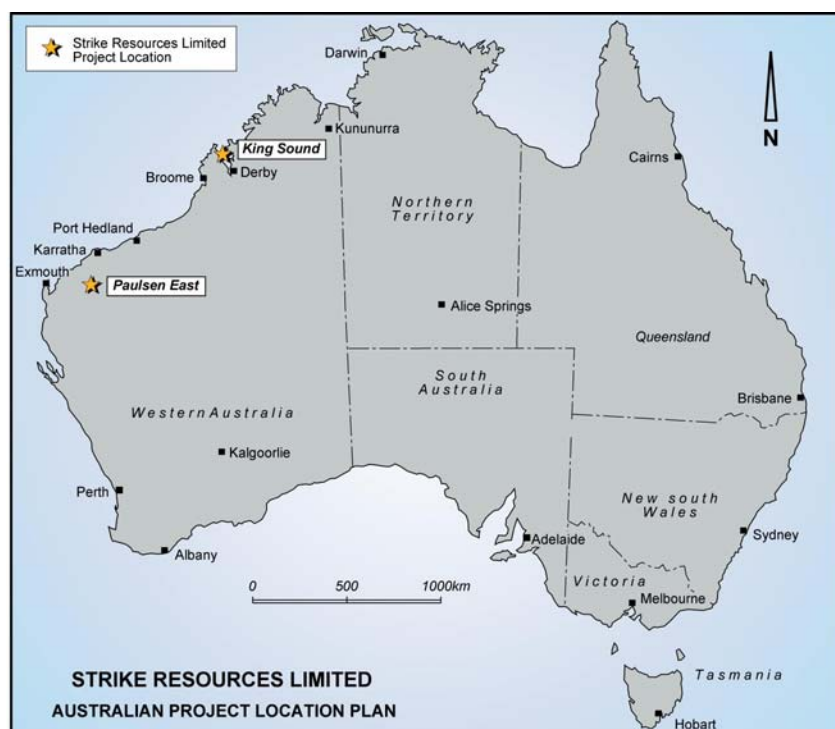 Strike Resources Limited
Project Location
Darwin
N
Kununurra
King Sound
Derby
Broome
Cairns
Northern
Territory
Port Hedland
Karratha
Exmouth
Paulsen East
Alice Springs
Queensland
South
Australia
Western Australia
Brisbane
Kalgoorlie
Perth
New south
Wales
Sydney
Adelaide
Albany
Victoria
Melbourne
0 500 1000km
Tasmania
Hobart
STRIKE RESOURCES LIMITED
AUSTRALIAN PROJECT LOCATION PLAN